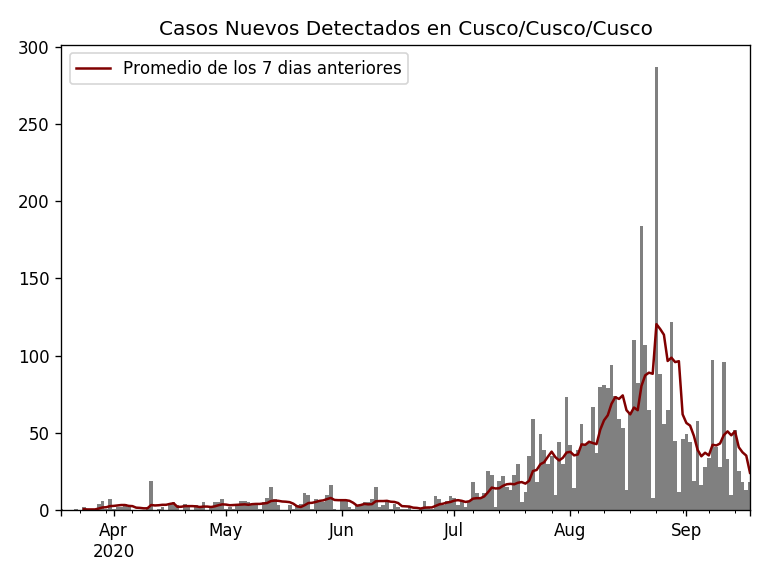 Casos Nuevos Detectados en Cusco/Cusco/Cusco
Promedio de los 7 dias anteriores
300
250
200
150
100
50
0
Apr May Jun Jul Aug Sep
2020